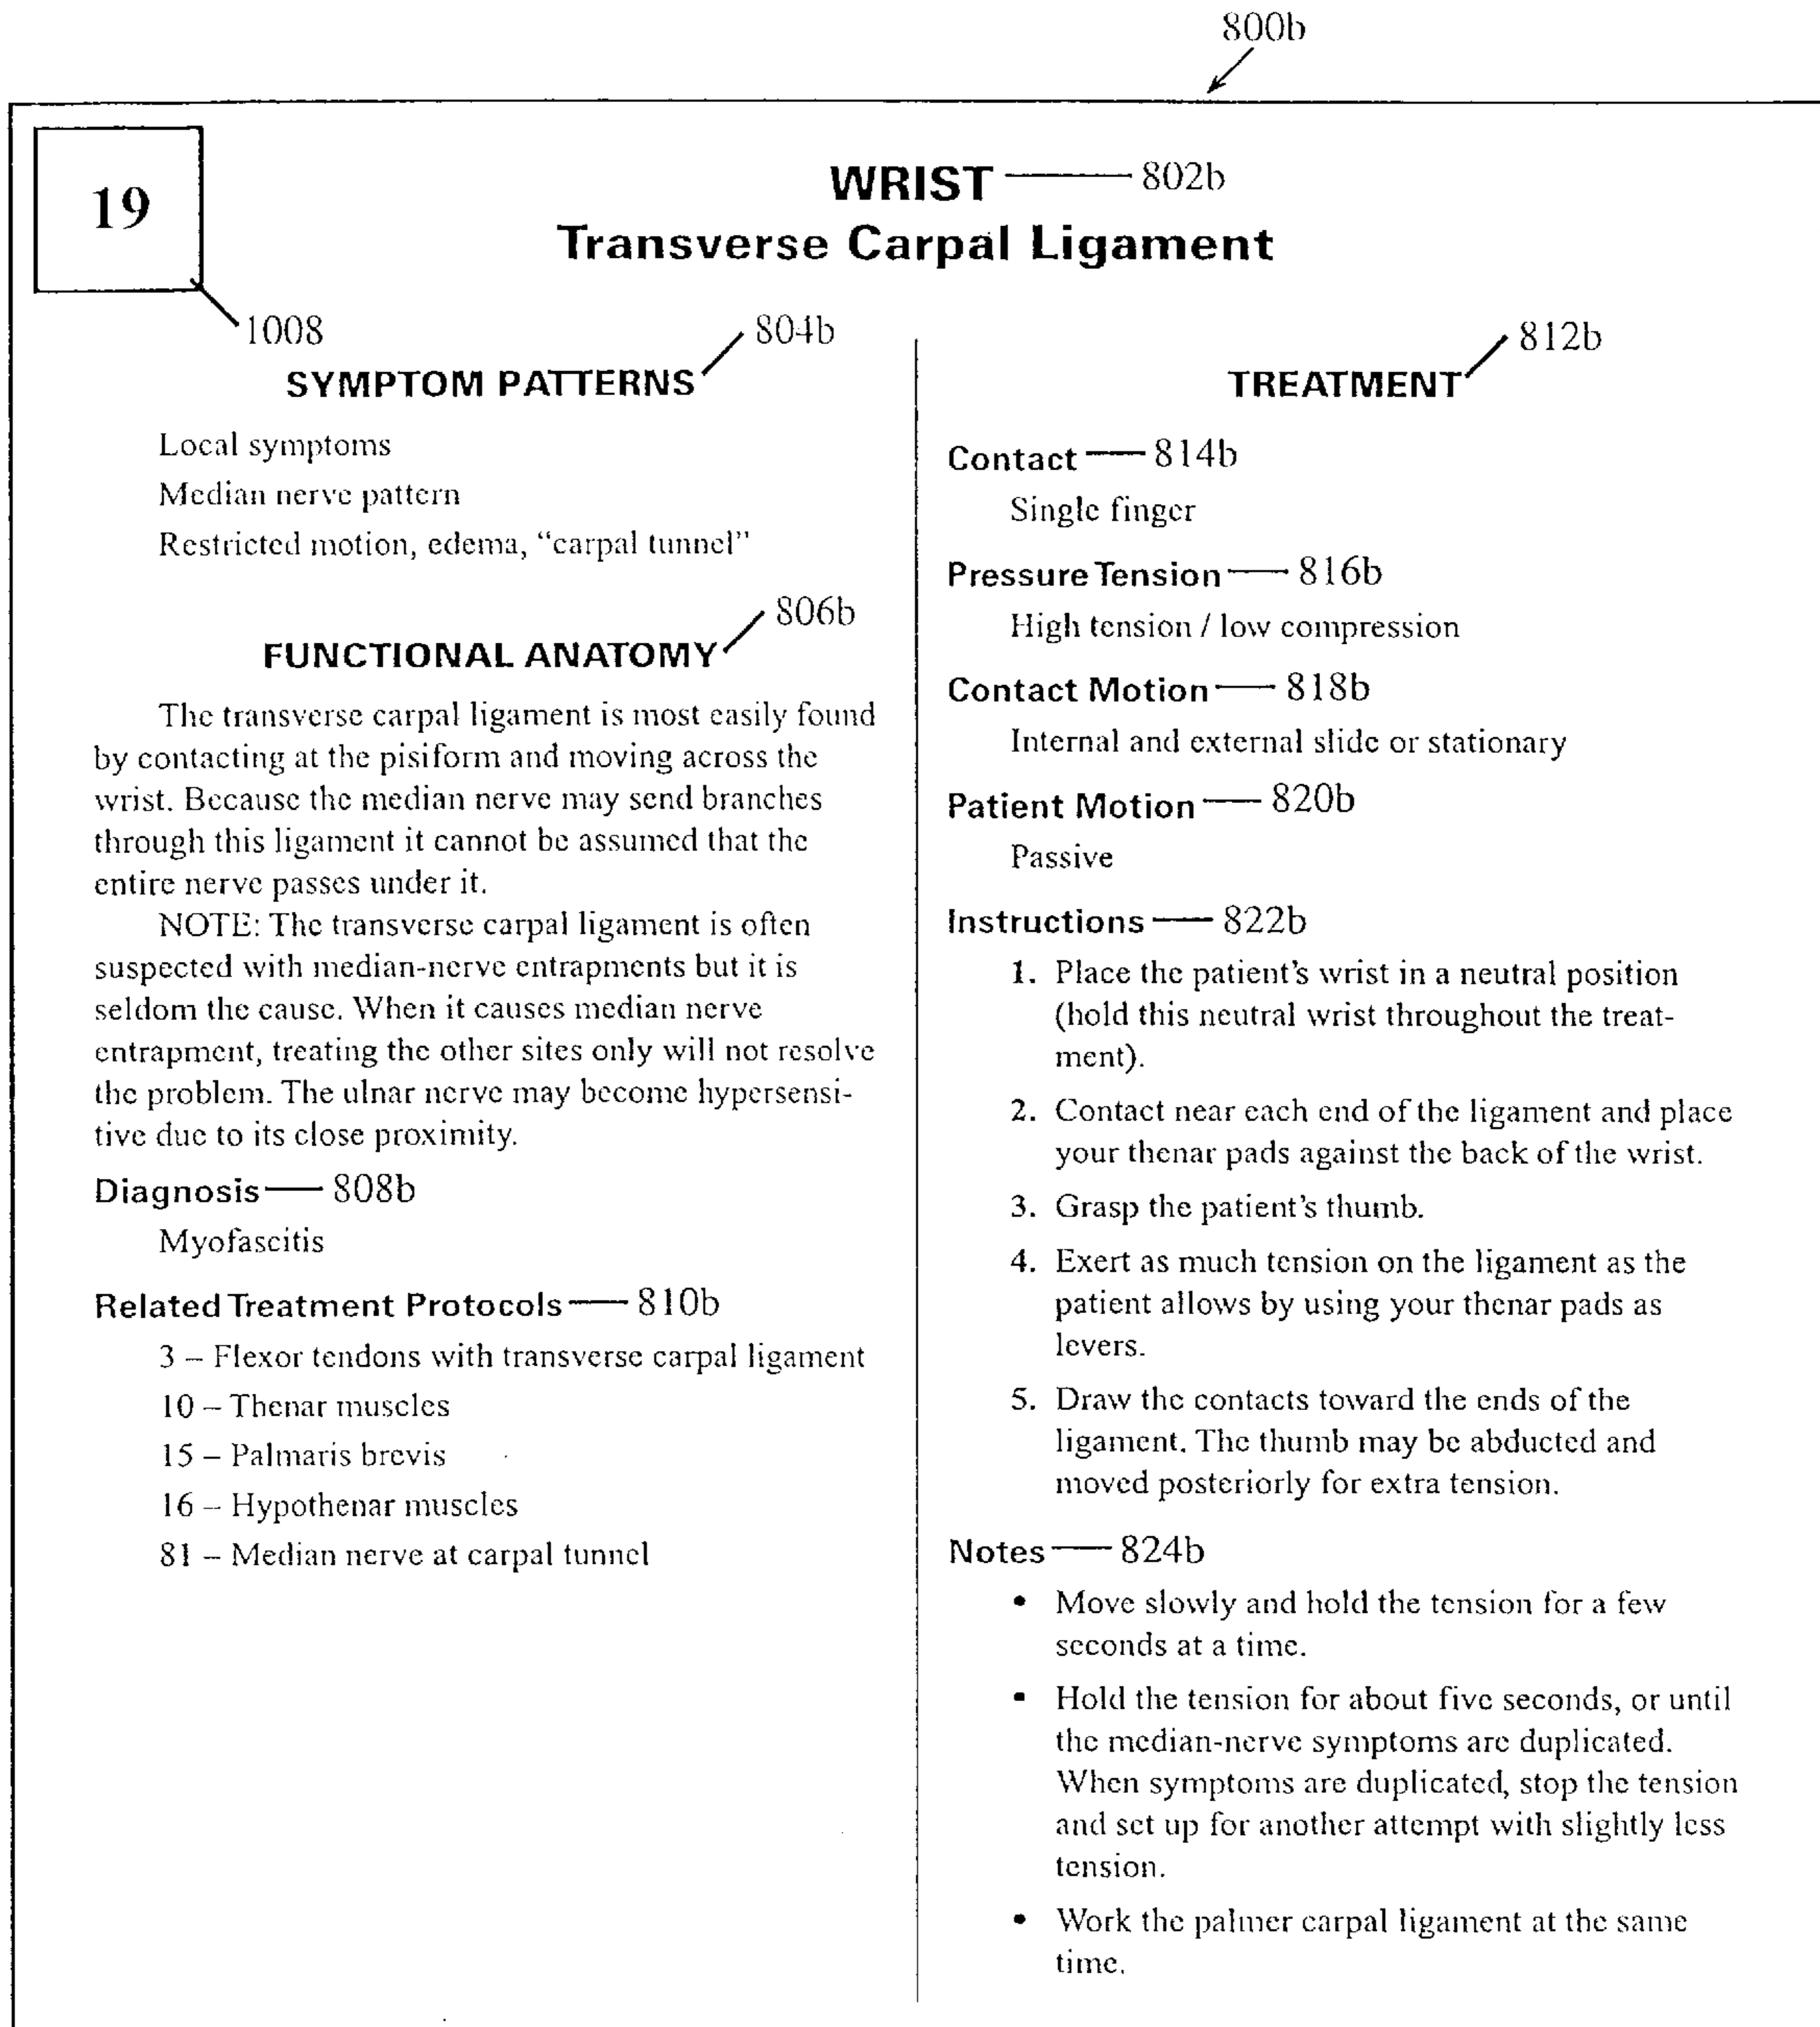 800b
19
WRIST 802b
Transverse Carpal Ligament
1008
804b
SYMPTOM PATTERNS
Local symptoms
Median nerve pattern
Restricted motion, edema, “carpal tunnel”
806b
FUNCTIONAL ANATOMY
The transverse carpal ligament is most easily found
by contacting at the pisiform and moving across the
wrist. Because the median nerve may send branches
through this ligament it cannot be assumed that the
entire nerve passes under it.
NOTE: The transverse carpal ligament is often
suspected with median-nerve entrapments but it is
seldom the cause. When it causes median nerve
entrapment, treating the other sites only will not resolve
the problem. The ulnar nerve may become hypersensi-
tive due to its close proximity.
Diagnosis 808b
Myofascitis
Related Treatment Protocols 810b
3 – Flexor tendons with transverse carpal ligament
10 – Thenar muscles
15 – Palmaris brevis
16 – Hypothenar muscles
81 – Median nerve at carpal tunnel
812b
TREATMENT
Contact 814b
Single finger
Pressure Tension 816b
High tension / low compression
Contact Motion 818b
Internal and external slide or stationary
Patient Motion 820b
Passive
Instructions 822b
1. Place the patient’s wrist in a neutral position
(hold this neutral wrist throughout the treat-
ment).
2. Contact near each end of the ligament and place
your thenar pads against the back of the wrist.
3. Grasp the patient’s thumb.
4. Exert as much tension on the ligament as the
patient allows by using your thenar pads as
levers.
5. Draw the contacts toward the ends of the
ligament. The thumb may be abducted and
moved posteriorly for extra tension.
Notes 824b
• Move slowly and hold the tension for a few
seconds at a time.
• Hold the tension for about five seconds, or until
the median-nerve symptoms are duplicated.
When symptoms are duplicated, stop the tension
and set up for another attempt with slightly less
tension.
• Work the palmer carpal ligament at the same
time.